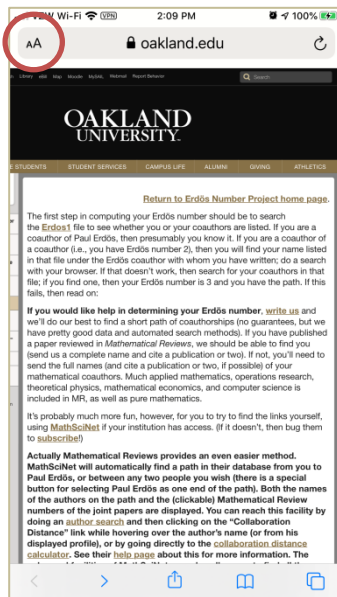 VZW Wi-Fi VPN 2:09 PM 100%
AA oakland.edu
Library eBill Map Moodle MySAIL Webmail Report Behavior Search
OAKLAND
UNIVERSITY
E STUDENTS STUDENT SERVICES CAMPUS LIFE ALUMNI GIVING ATHLETICS
Return to Erdös Number Project home page.
The first step in computing your Erdös number should be to search
the Erdos1 file to see whether you or your coauthors are listed. If you are a
coauthor of Paul Erdös, then presumably you know it. If you are a coauthor of
a coauthor (i.e., you have Erdös number 2), then you will find your name listed
in that file under the Erdös coauthor with whom you have written; do a search
with your browser. If that doesn't work, then search for your coauthors in that
file; if you find one, then your Erdös number is 3 and you have the path. If this
fails, then read on:
If you would like help in determining your Erdös number, write us and
we'll do our best to find a short path of coauthorships (no guarantees, but we
have pretty good data and automated search methods). If you have published
a paper reviewed in Mathematical Reviews, we should be able to find you
(send us a complete name and cite a publication or two). If not, you'll need to
send the full names (and cite a publication or two, if possible) of your
mathematical coauthors. Much applied mathematics, operations research,
theoretical physics, mathematical economics, and computer science is
included in MR, as well as pure mathematics.
It's probably much more fun, however, for you to try to find the links yourself,
using MathSciNet if your institution has access. (If it doesn't, then bug them
to subscribe!)
Actually Mathematical Reviews provides an even easier method.
MathSciNet will automatically find a path in their database from you to
Paul Erdös, or between any two people you wish (there is a special
button for selecting Paul Erdös as one end of the path). Both the names
of the authors on the path and the (clickable) Mathematical Review
numbers of the joint papers are displayed. You can reach this facility by
doing an author search and then clicking on the "Collaboration
Distance" link while hovering over the author's name (or from his
displayed profile), or by going directly to the collaboration distance
calculator. See their help page about this for more information. The